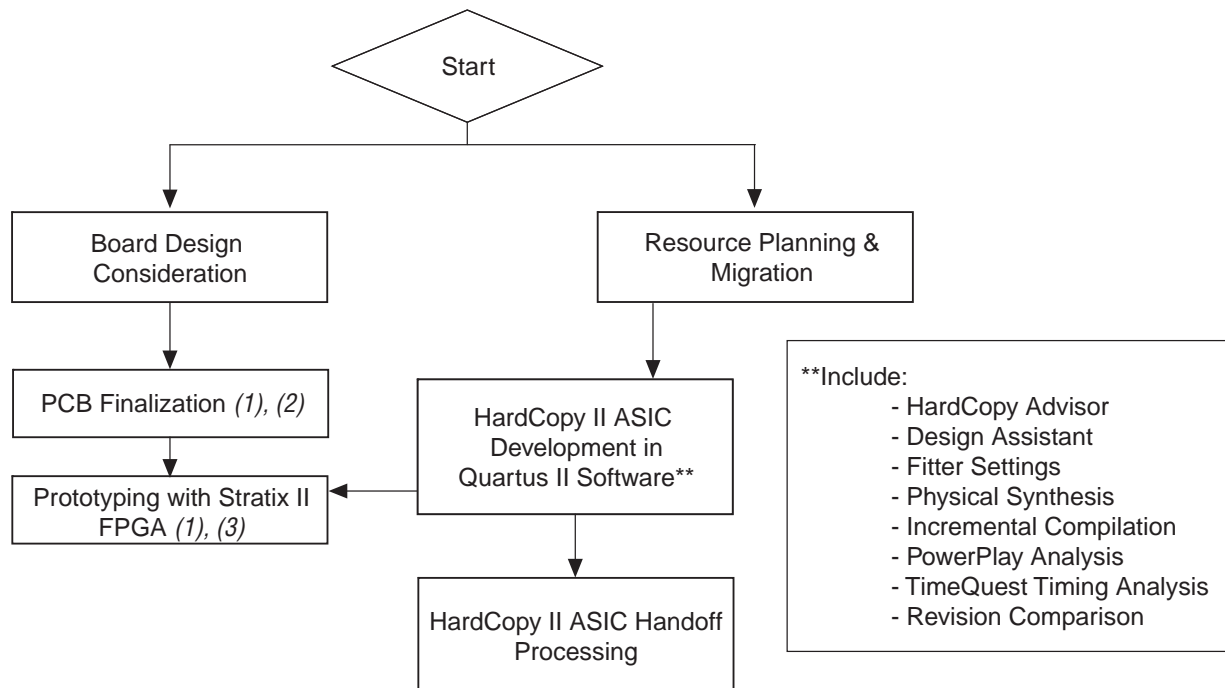 Start
Board Design
Consideration
Resource Planning &
Migration
PCB Finalization (1), (2)
HardCopy II ASIC
Development in
Quartus II Software**
Prototyping with Stratix II
FPGA (1), (3)
HardCopy II ASIC Handoff
Processing
**Include:
- HardCopy Advisor
- Design Assistant
- Fitter Settings
- Physical Synthesis
- Incremental Compilation
- PowerPlay Analysis
- TimeQuest Timing Analysis
- Revision Comparison